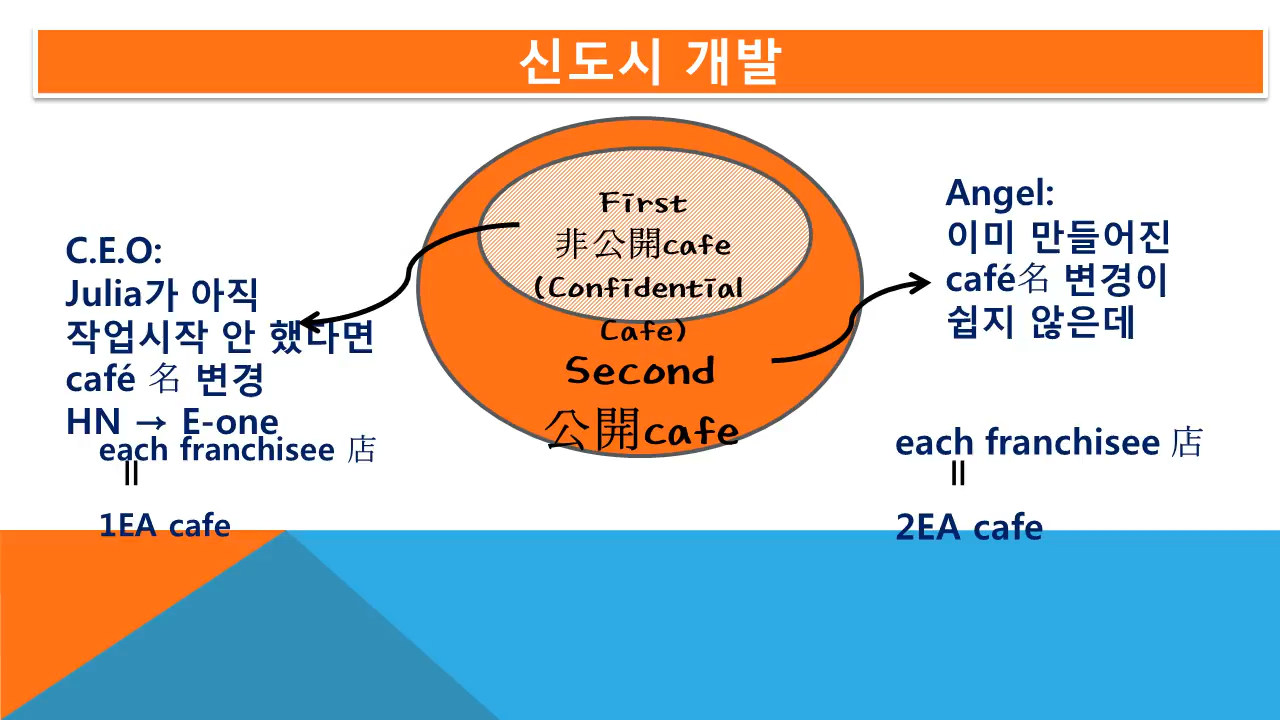 신도시 개발
First
非公開cafe
(Confidential
Cafe)
Second
公開cafe
C.E.O:
Julia가 아직
작업시작 안 했다면
café 名 변경
HN → E-one
each franchisee 店
=
1EA cafe
Angel:
이미 만들어진
café名 변경이
쉽지 않은데
each franchisee 店
=
2EA cafe